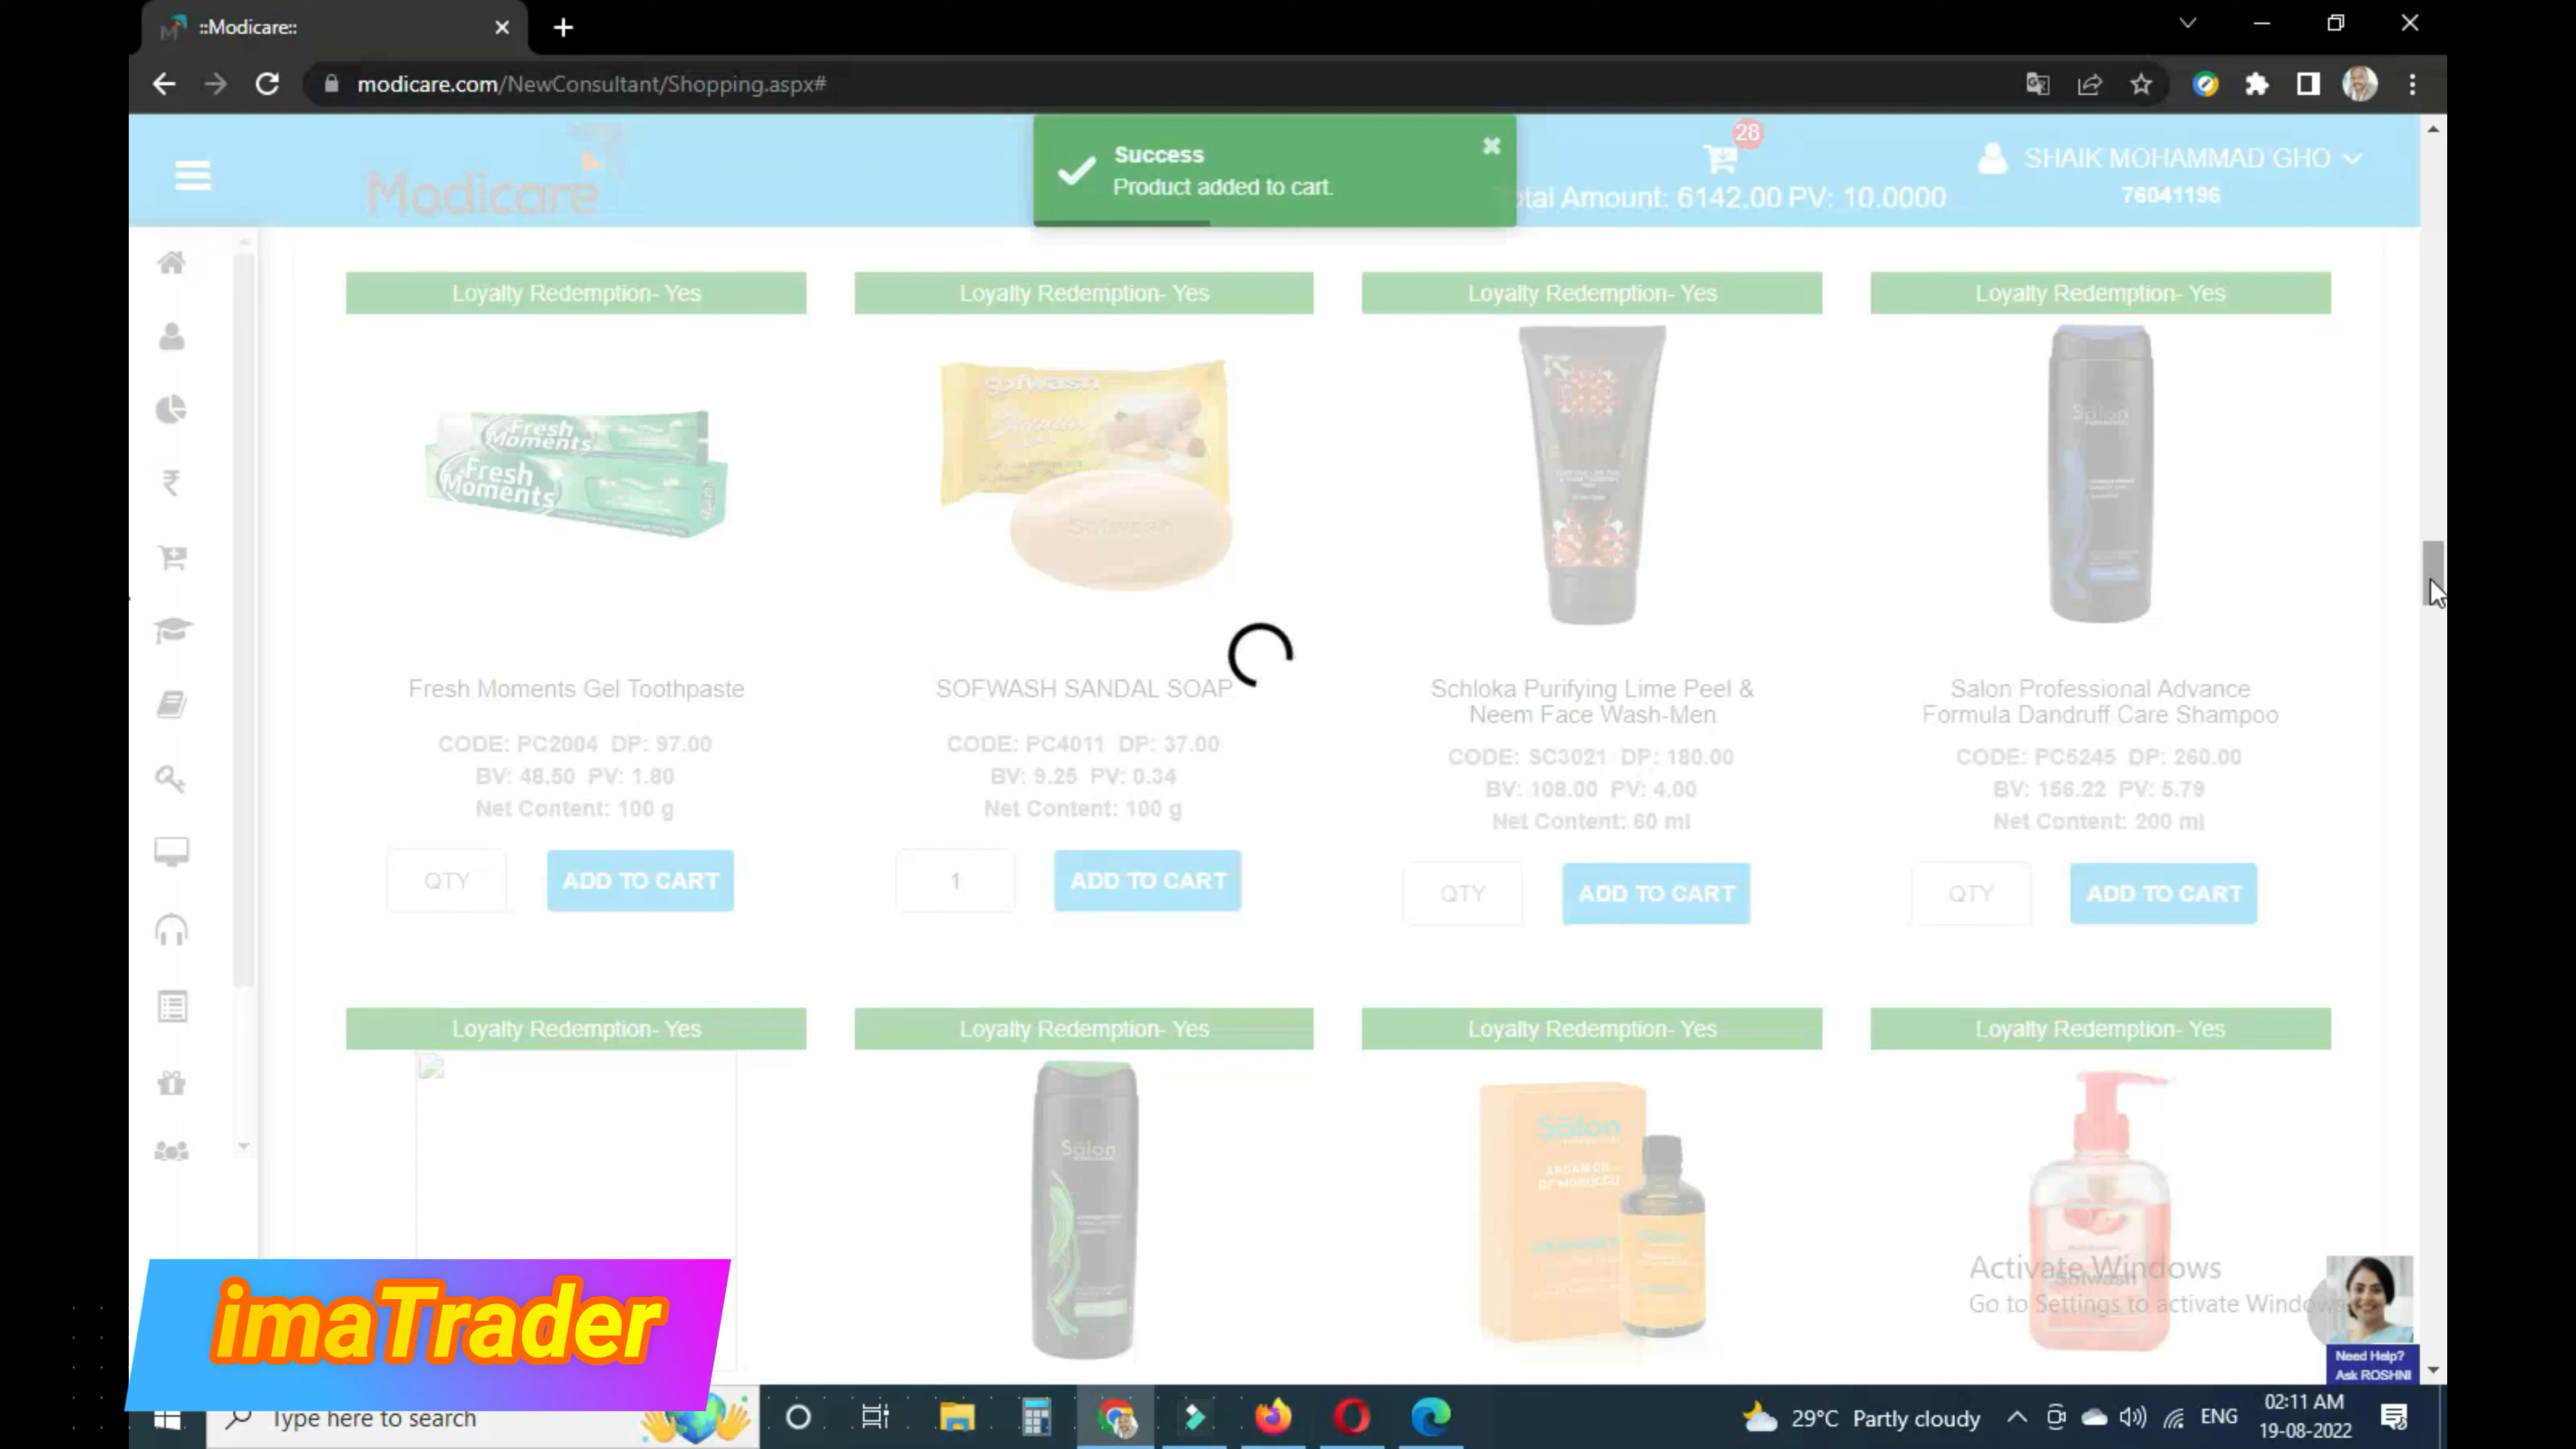 ::Modicare::
modicare.com/NewConsultant/Shopping.aspx#
Modicare
Success
Product added to cart.
28
tal Amount: 6142.00 PV: 10.0000
SHAIK MOHAMMAD GHO
76041196
Loyalty Redemption- Yes
Loyalty Redemption- Yes
Loyalty Redemption- Yes
Loyalty Redemption- Yes
Fresh Moments
Fresh Moments
sofwash
Sofwash
Salon
Fresh Moments Gel Toothpaste
CODE: PC2004 DP: 97.00
BV: 48.50 PV: 1.80
Net Content: 100 g
QTY
ADD TO CART
SOFWASH SANDAL SOAP
CODE: PC4011 DP: 37.00
BV: 9.25 PV: 0.34
Net Content: 100 g
1
ADD TO CART
Schloka Purifying Lime Peel &
Neem Face Wash-Men
CODE: SC3021 DP: 180.00
BV: 108.00 PV: 4.00
Net Content: 60 ml
QTY
ADD TO CART
Salon Professional Advance
Formula Dandruff Care Shampoo
CODE: PC5245 DP: 260.00
BV: 156.22 PV: 5.79
Net Content: 200 ml
QTY
ADD TO CART
Loyalty Redemption- Yes
Loyalty Redemption- Yes
Loyalty Redemption- Yes
Loyalty Redemption- Yes
Salon
Salon
ARGAN OIL
OF MOROCCO
Sofwash
Activate Windows
Go to Settings to activate Windows
Need Help?
Ask ROSHNI
imaTrader
Type here to search
29°C Partly cloudy
ENG
02:11 AM
19-08-2022